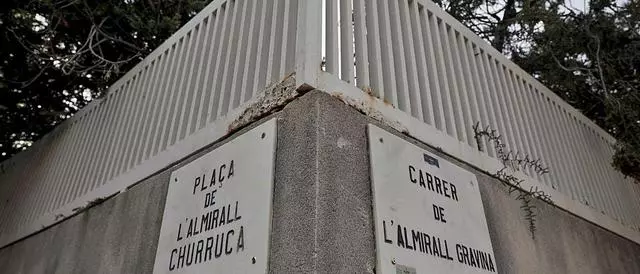 PLAÇA
DE
L'ALMIRALL
CHURRUCA
CARRER
DE
L'ALMIRALL GRAVINA